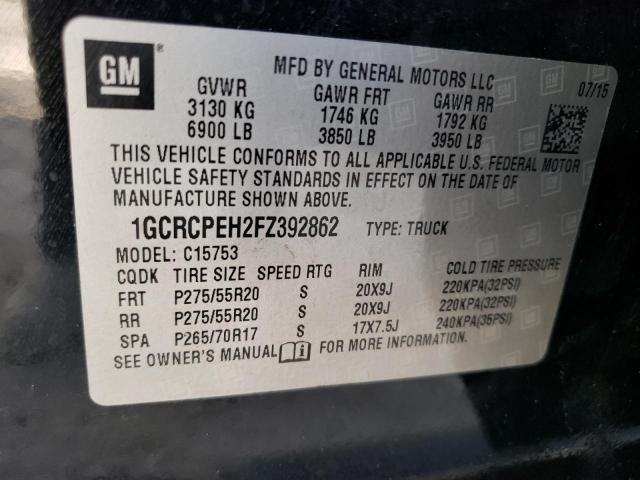 GM ®
MFD BY GENERAL MOTORS LLC
07/15
GVWR GAWR FRT GAWR RR
3130 KG 1746 KG 1792 KG
6900 LB 3850 LB 3950 LB
THIS VEHICLE CONFORMS TO ALL APPLICABLE U.S. FEDERAL MOTOR
VEHICLE SAFETY STANDARDS IN EFFECT ON THE DATE OF
MANUFACTURE SHOWN ABOVE.
1GCRCPEH2FZ392862 TYPE: TRUCK
MODEL: C15753
CQDK TIRE SIZE SPEED RTG RIM COLD TIRE PRESSURE
FRT P275/55R20 S 20X9J 220KPA(32PSI)
RR P275/55R20 S 20X9J 220KPA(32PSI)
SPA P265/70R17 S 17X7.5J 240KPA(35PSI)
SEE OWNER'S MANUAL FOR MORE INFORMATION.